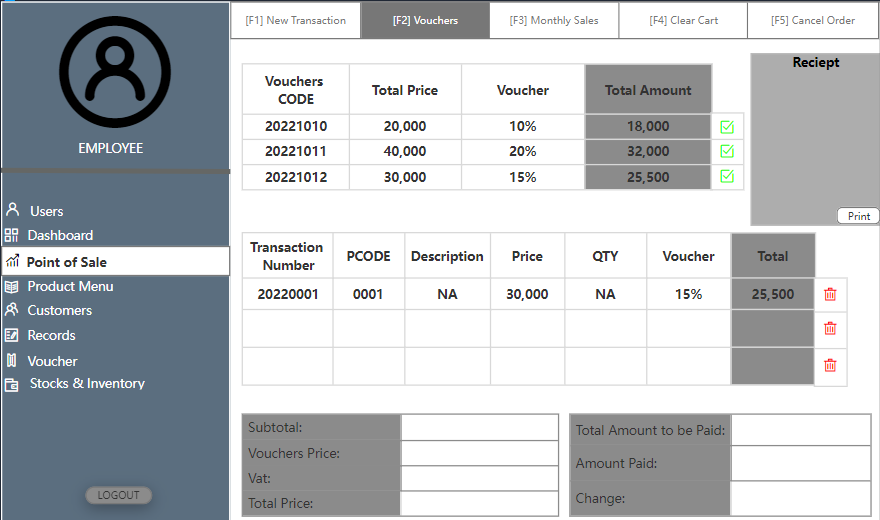 [F1] New Transaction [F2] Vouchers [F3] Monthly Sales [F4] Clear Cart [F5] Cancel Order
EMPLOYEE
Users
Dashboard
Point of Sale
Product Menu
Customers
Records
Voucher
Stocks & Inventory
LOGOUT
Vouchers
CODE Total Price Voucher Total Amount
20221010 20,000 10% 18,000
20221011 40,000 20% 32,000
20221012 30,000 15% 25,500
Reciept
Print
Transaction
Number PCODE Description Price QTY Voucher Total
20220001 0001 NA 30,000 NA 15% 25,500
Subtotal:
Vouchers Price:
Vat:
Total Price:
Total Amount to be Paid:
Amount Paid:
Change: